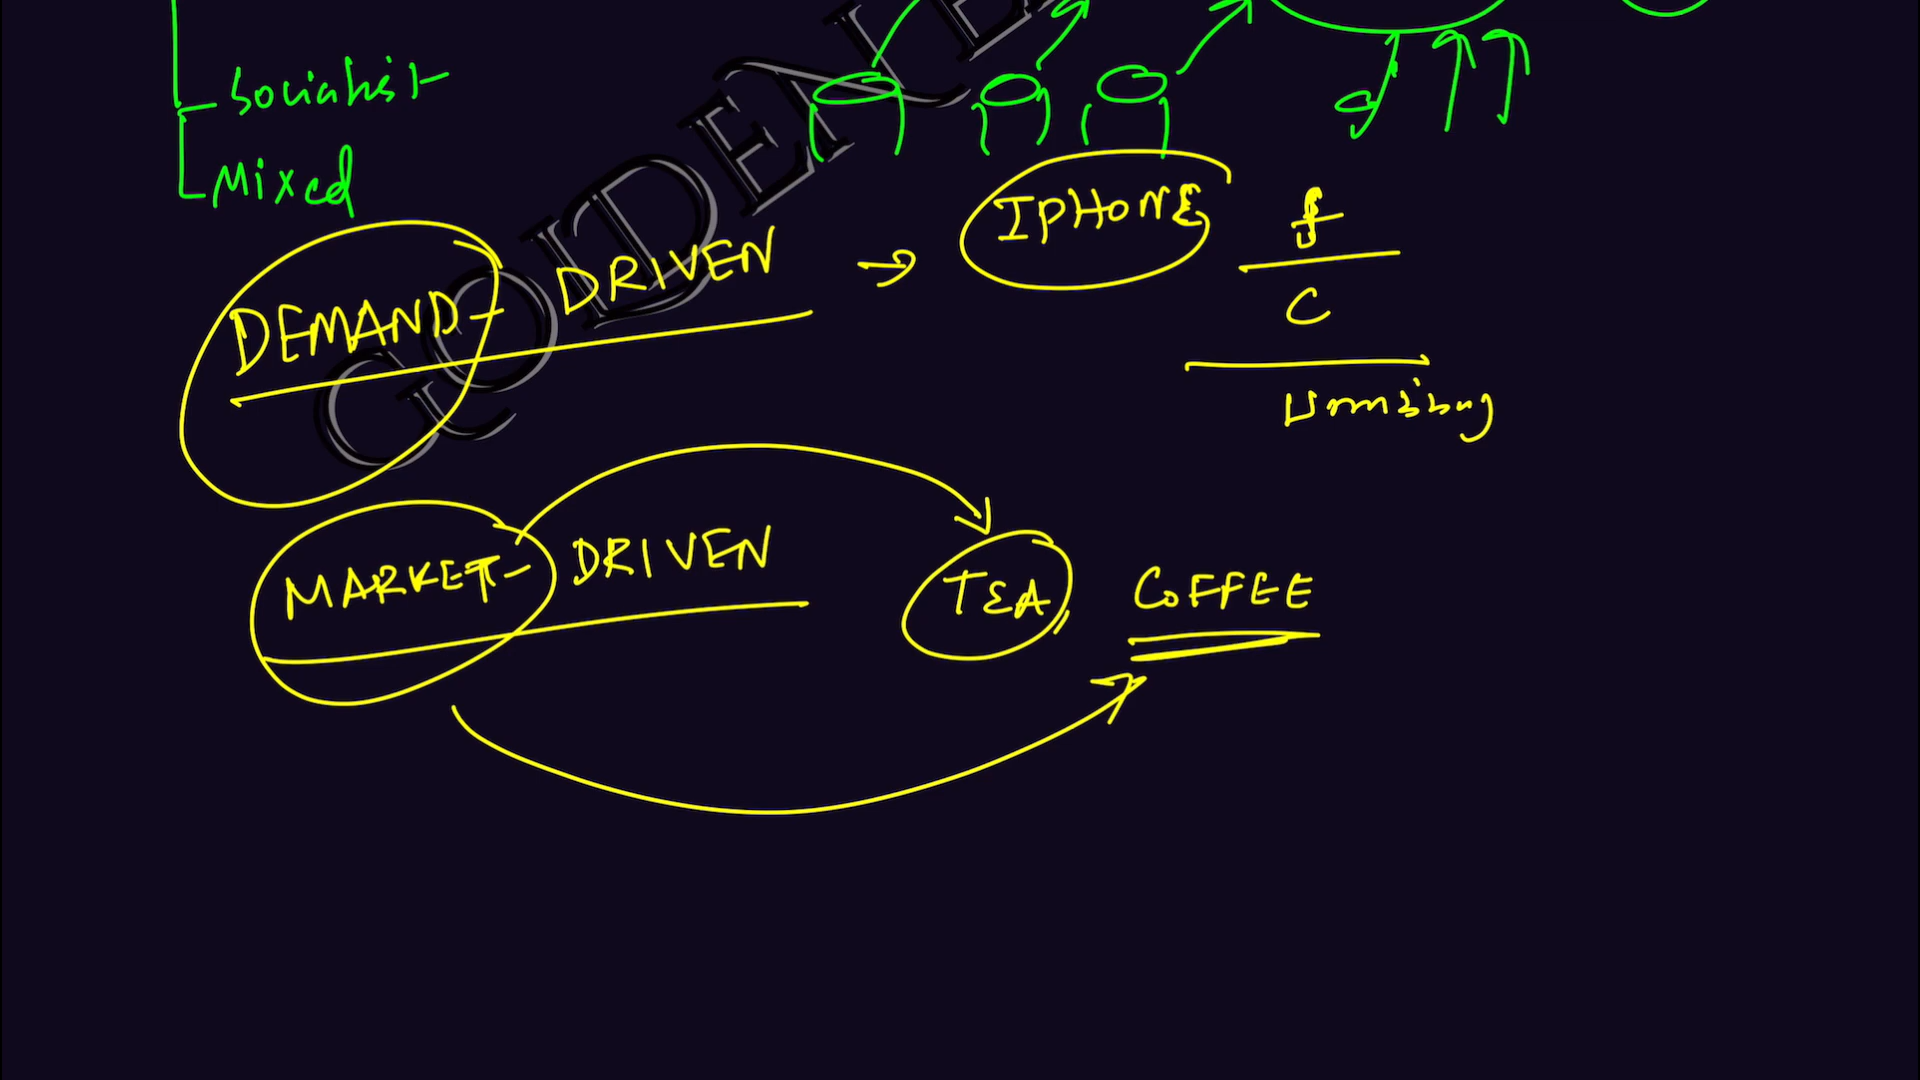 Socialist
Mixed
DEMAND- DRIVEN → IPHONE
C
MARKET- DRIVEN TEA, COFFEE